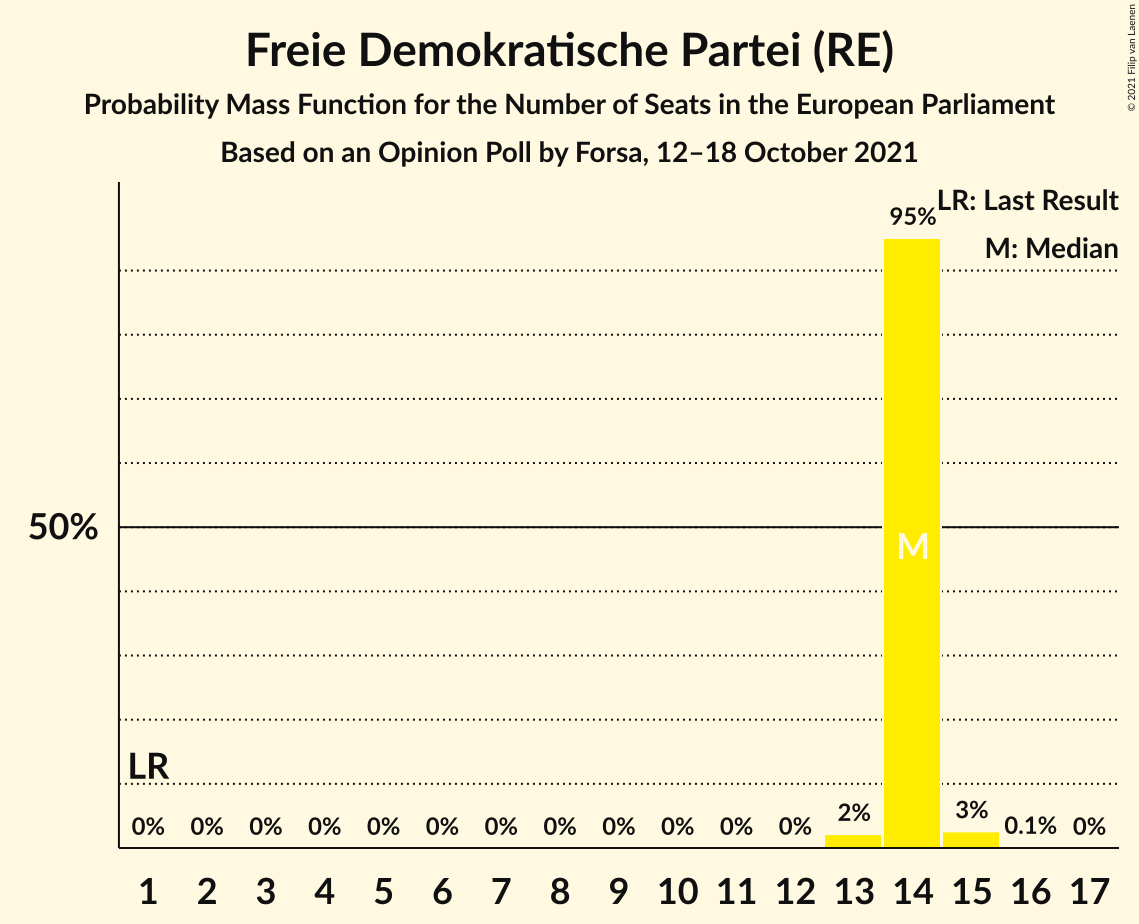 Freie Demokratische Partei (RE)
Probability Mass Function for the Number of Seats in the European Parliament
Based on an Opinion Poll by Forsa, 12–18 October 2021
© 2021 Filip van Laenen
LR: Last Result
M: Median
95%
50%
M
LR
0% 0% 0% 0% 0% 0% 0% 0% 0% 0% 0% 0% 2% 3% 0.1% 0%
1 2 3 4 5 6 7 8 9 10 11 12 13 14 15 16 17